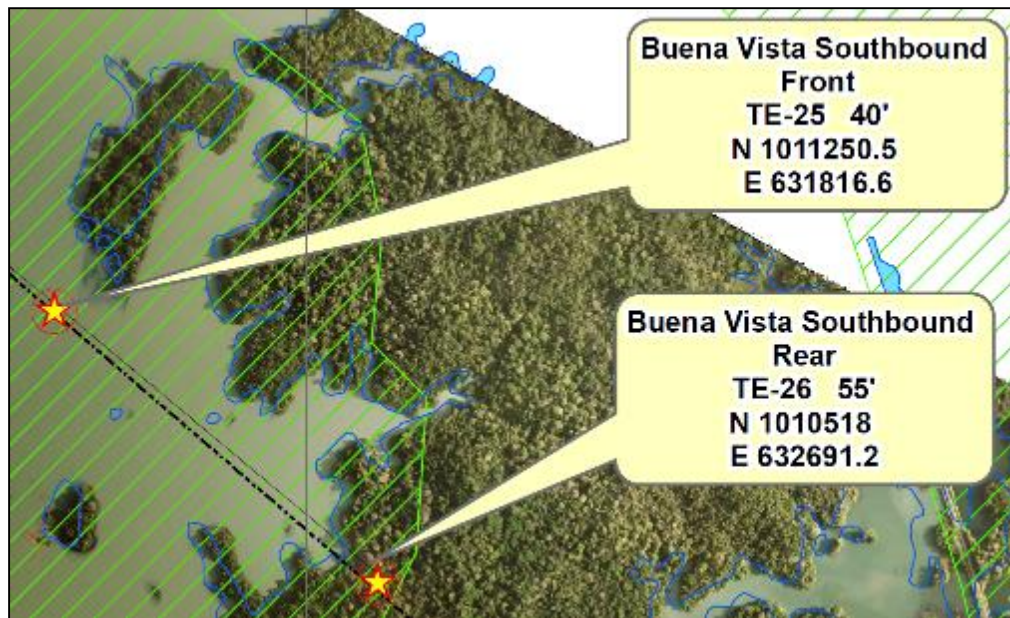 Buena Vista Southbound
Front
TE-25 40'
N 1011250.5
E 631816.6
Buena Vista Southbound
Rear
TE-26 55'
N 1010518
E 632691.2